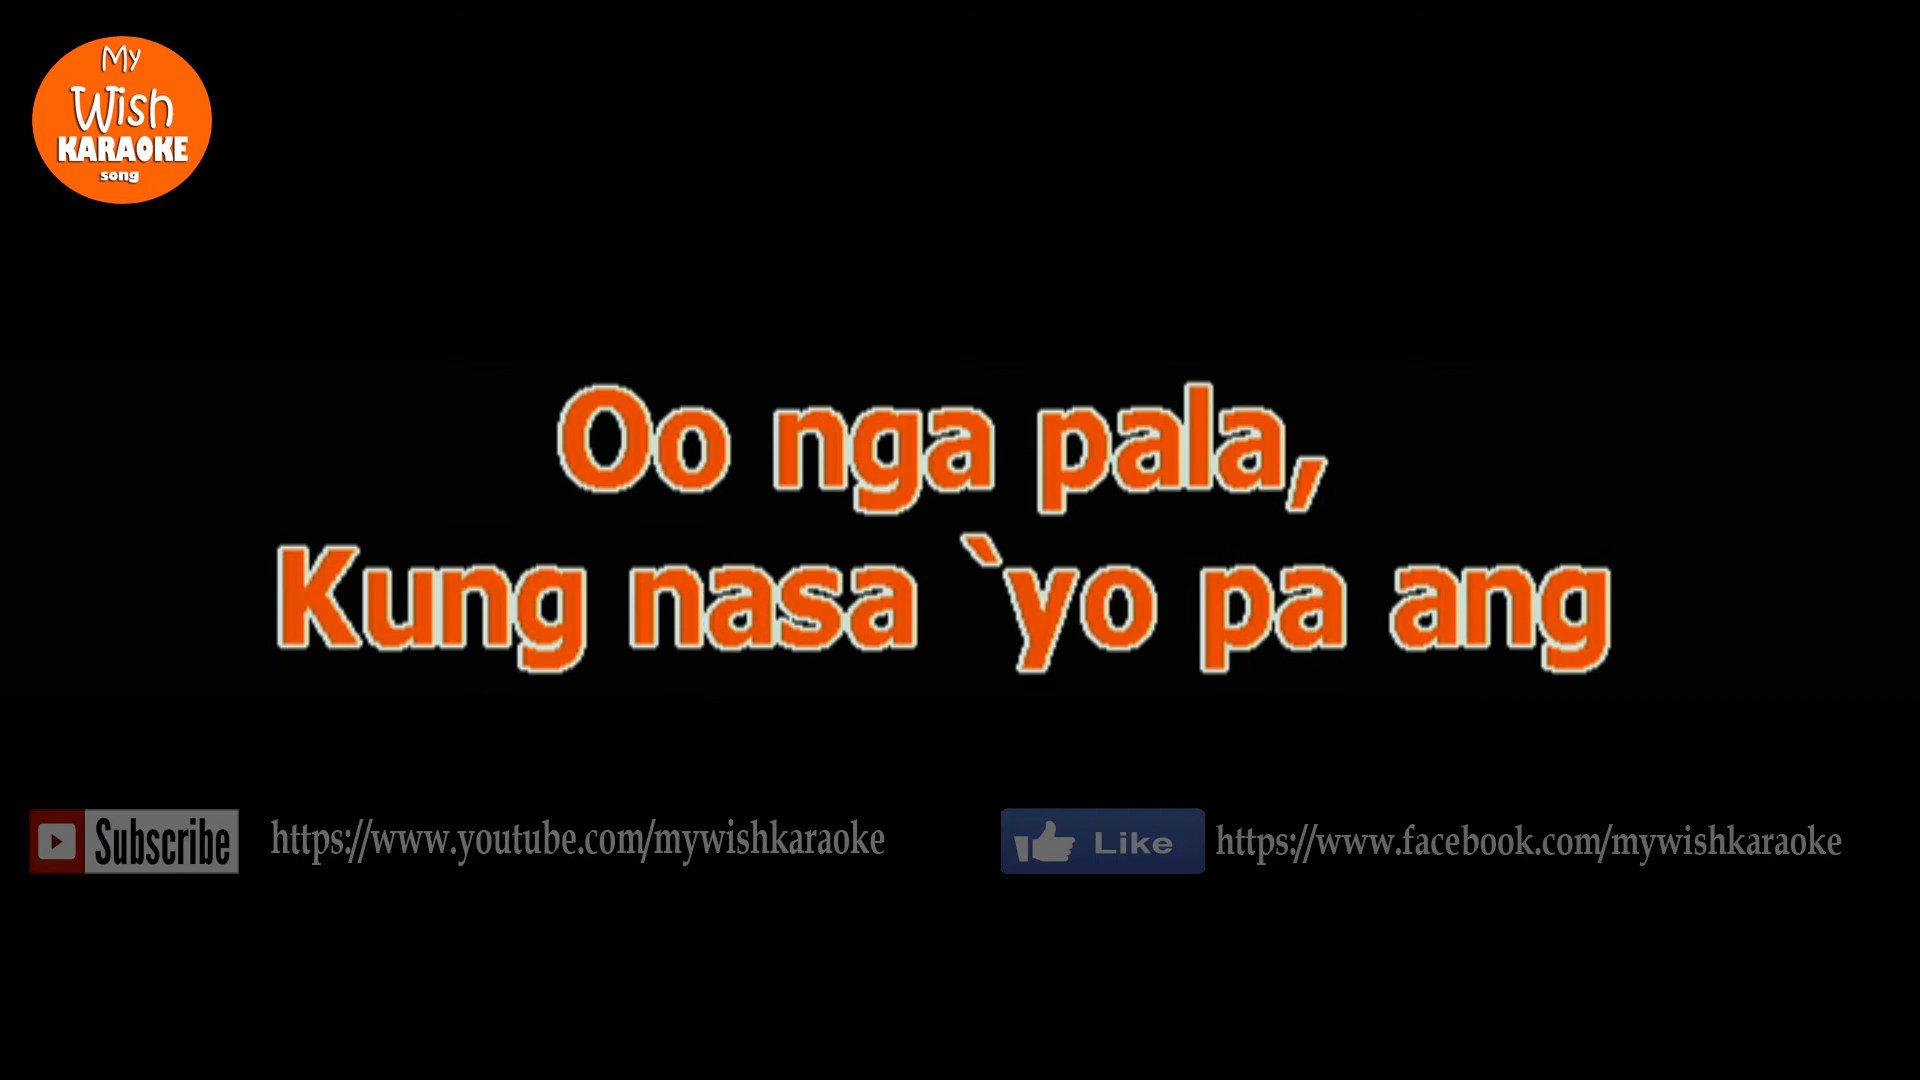 My
Wish
KARAOKE
song
Oo nga pala,
Kung nasa `yo pa ang
Subscribe https://www.youtube.com/mywishkaraoke Like https://www.facebook.com/mywishkaraoke